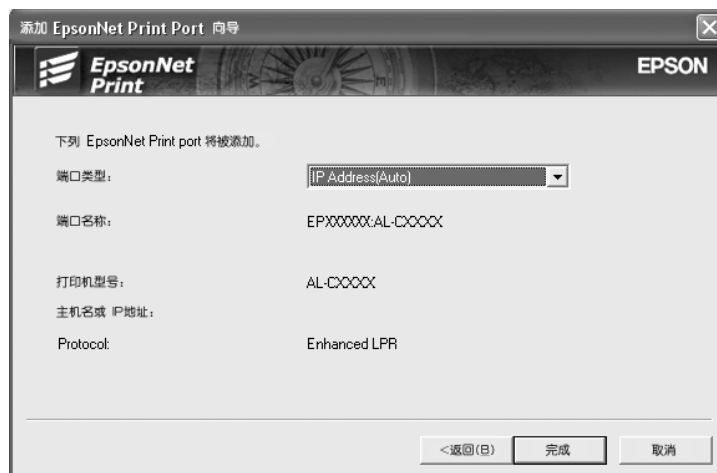 添加 EpsonNet Print Port 向导
EpsonNet
Print
EPSON
下列 EpsonNet Print port 将被添加。
端口类型： IP Address(Auto)
端口名称： EPXXXXXX:AL-CXXXX
打印机型号： AL-CXXXX
主机名或 IP地址：
Protocol: Enhanced LPR
<返回(B) 完成 取消